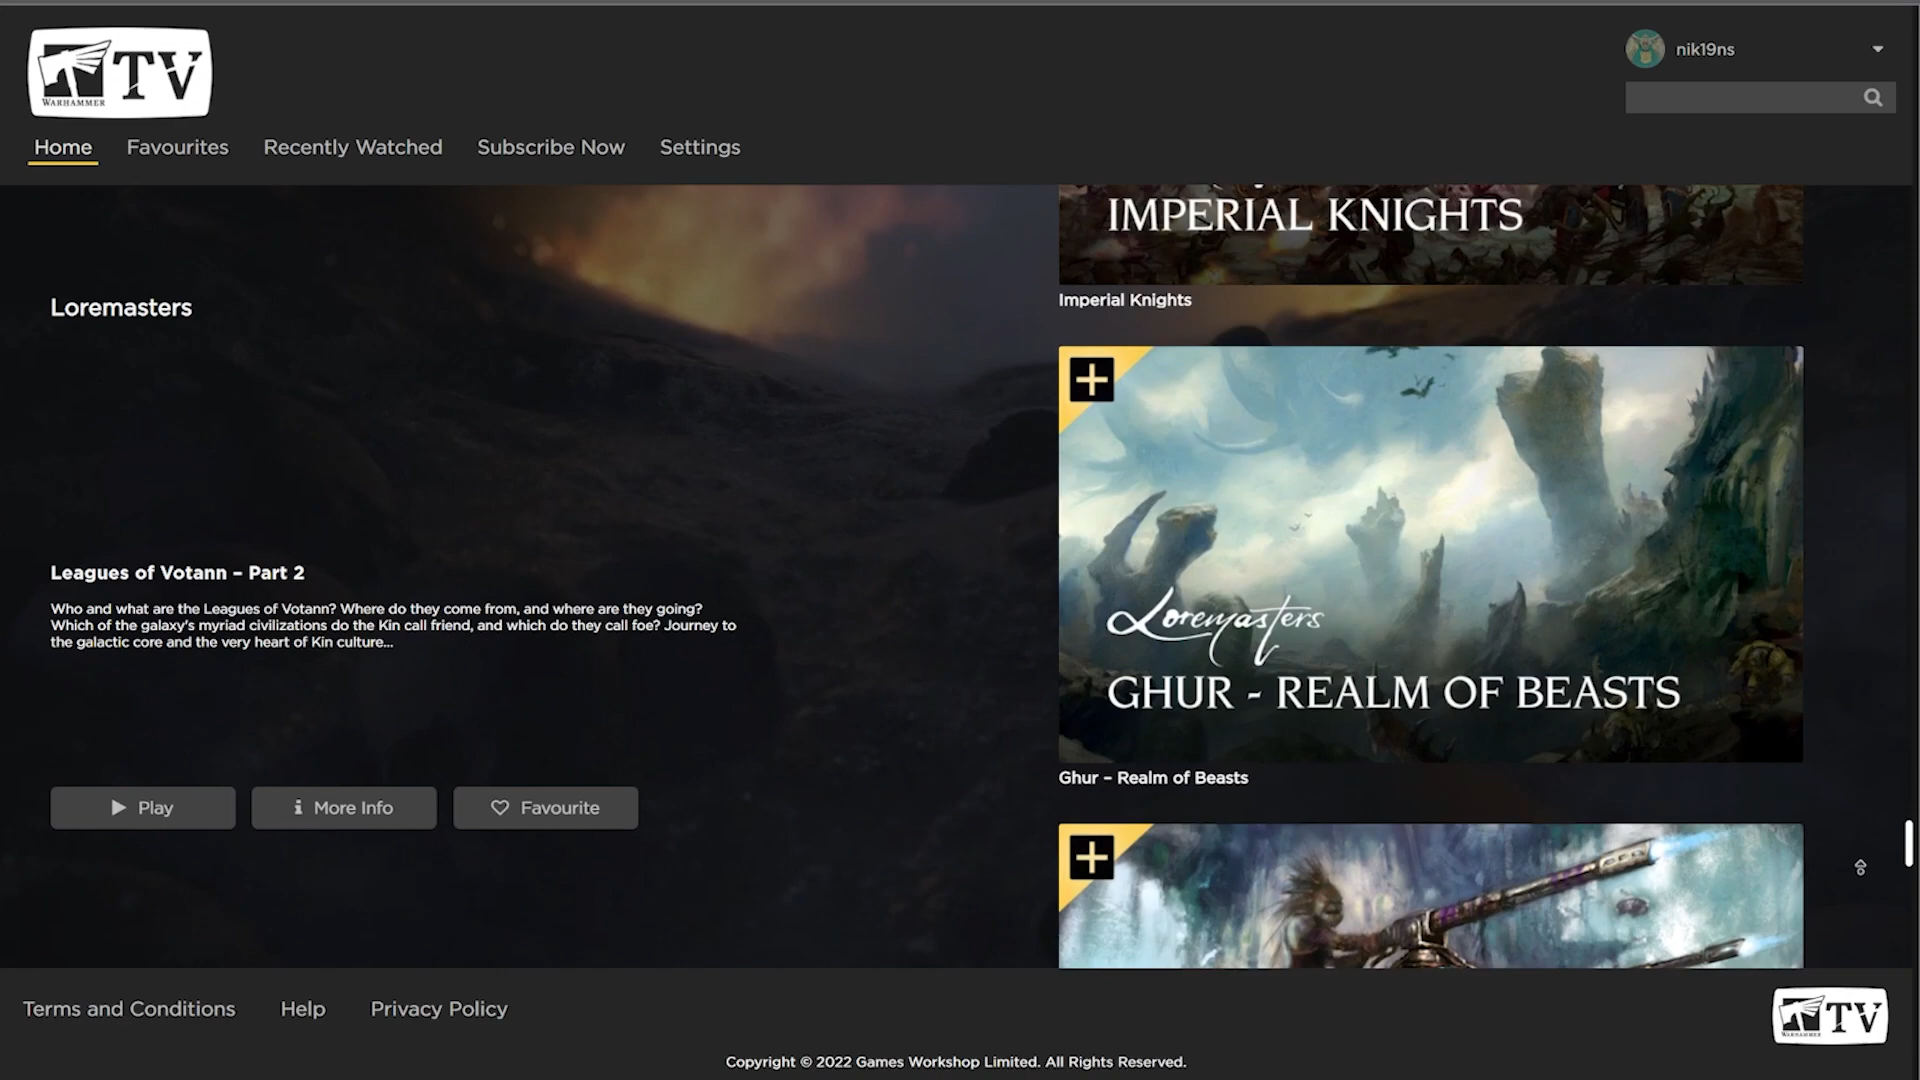 WARHAMMER TV
nik19ns
Home Favourites Recently Watched Subscribe Now Settings
IMPERIAL KNIGHTS
Imperial Knights
Loremasters
Loremasters
GHUR - REALM OF BEASTS
Ghur – Realm of Beasts
Leagues of Votann – Part 2
Who and what are the Leagues of Votann? Where do they come from, and where are they going?
Which of the galaxy's myriad civilizations do the Kin call friend, and which do they call foe? Journey to
the galactic core and the very heart of Kin culture...
Play More Info Favourite
Terms and Conditions Help Privacy Policy
WARHAMMER TV
Copyright © 2022 Games Workshop Limited. All Rights Reserved.